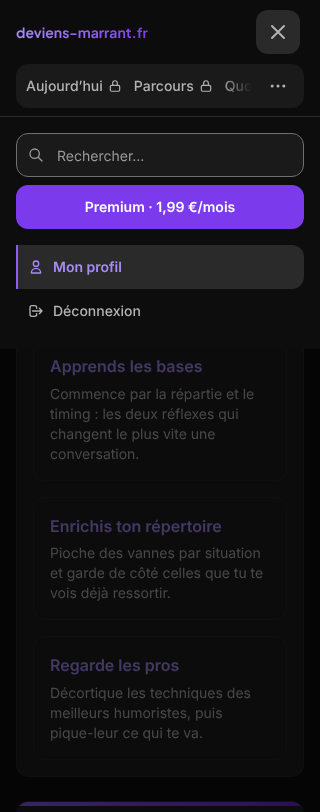 deviens-marrant.fr
Aujourd’hui Parcours Quo
Rechercher...
Premium · 1,99 €/mois
Mon profil
Déconnexion
Apprends les bases
Commence par la répartie et le
timing : les deux réflexes qui
changent le plus vite une
conversation.
Enrichis ton répertoire
Pioche des vannes par situation
et garde de côté celles que tu te
vois déjà ressortir.
Regarde les pros
Décortique les techniques des
meilleurs humoristes, puis
pique-leur ce qui te va.